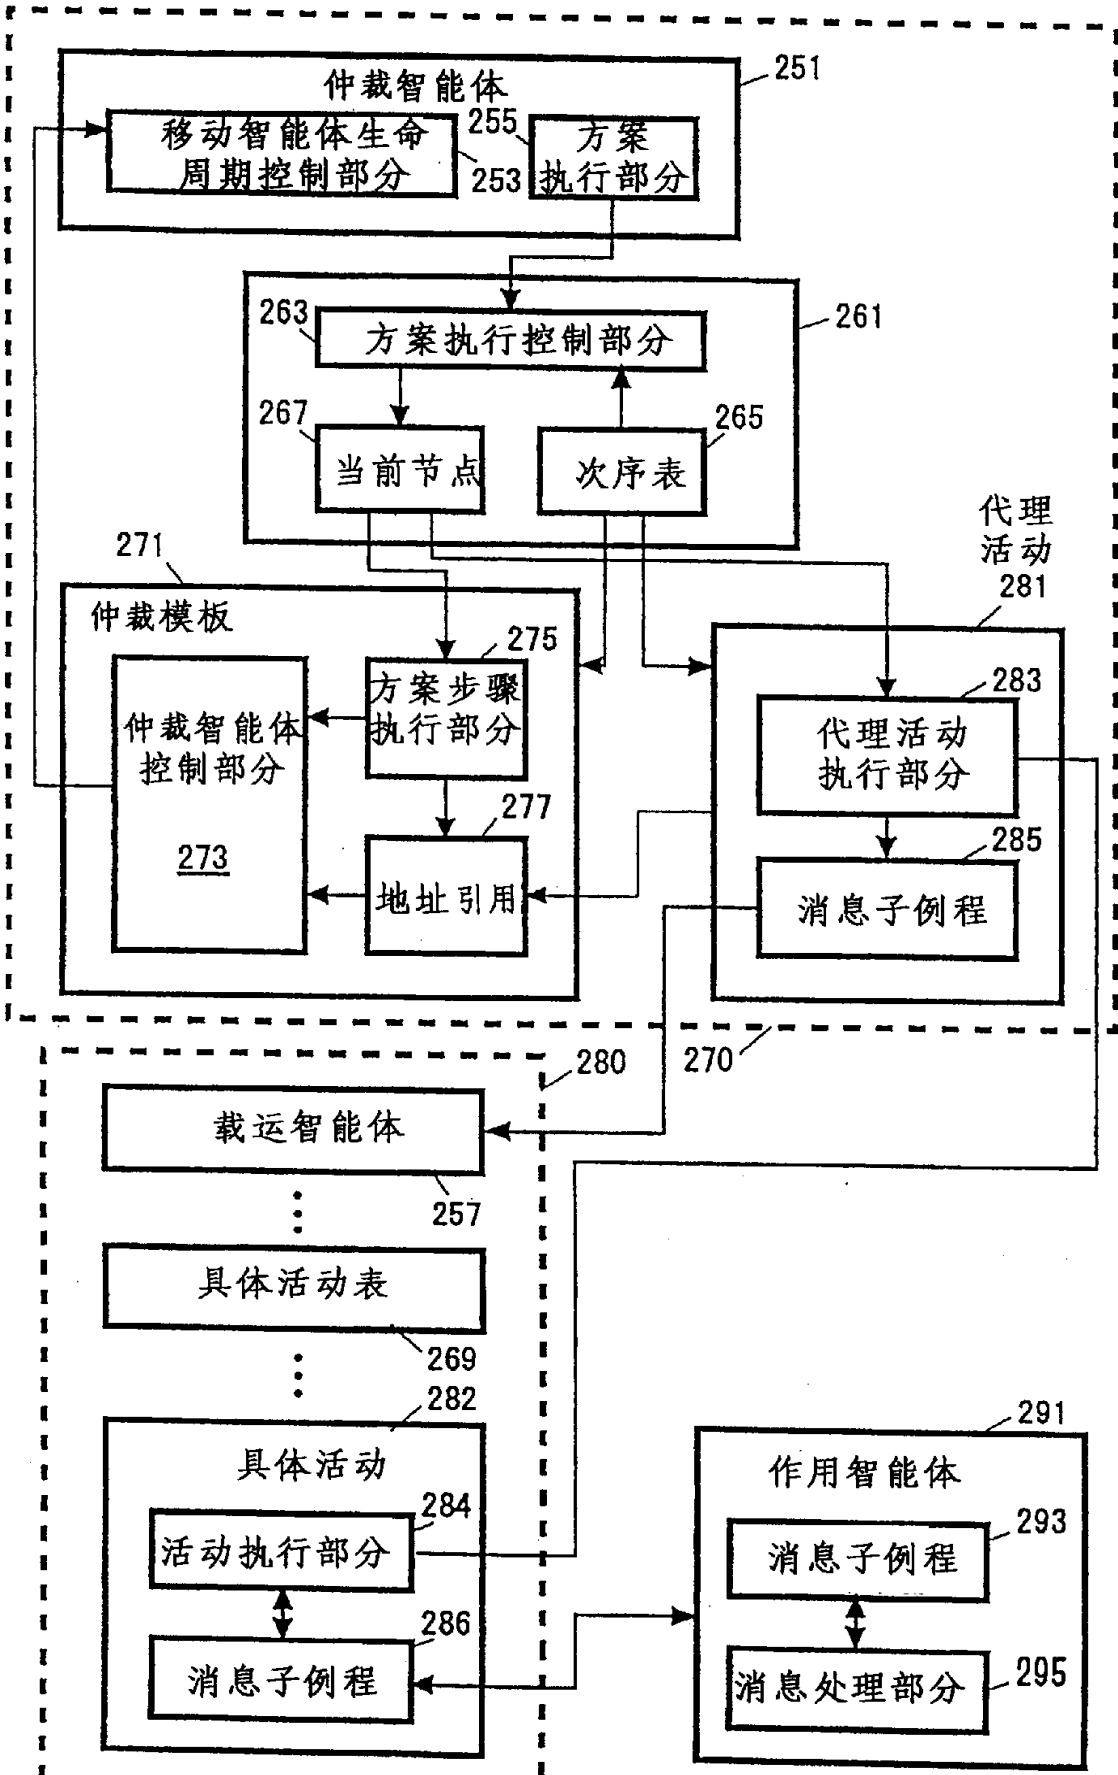 251
仲裁智能体
移动智能体生命
周期控制部分
253
255
方案
执行部分
261
263
方案执行控制部分
267
当前节点
265
次序表
代理
活动
281
271
仲裁模板
275
方案步骤
执行部分
仲裁智能体
控制部分
273
277
地址引用
283
代理活动
执行部分
285
消息子例程
270
280
载运智能体
257
具体活动表
269
282
具体活动
284
活动执行部分
286
消息子例程
291
作用智能体
293
消息子例程
295
消息处理部分